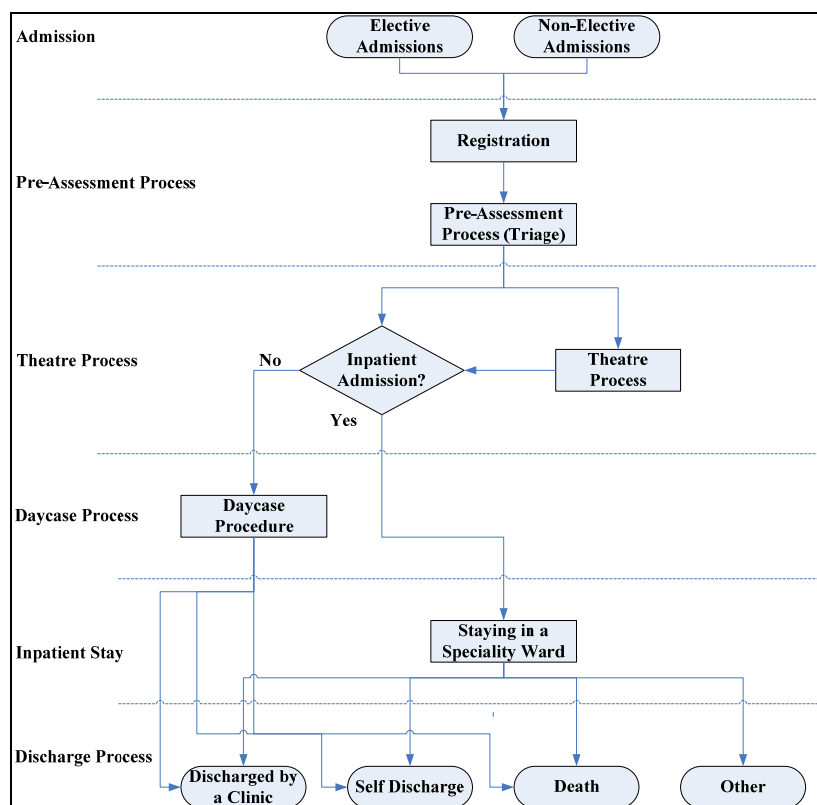 Admission
Elective
Admissions
Non-Elective
Admissions
Registration
Pre-Assessment Process
Pre-Assessment
Process (Triage)
Theatre Process
No
Inpatient
Admission?
Theatre
Process
Yes
Daycase Process
Daycase
Procedure
Inpatient Stay
Staying in a
Speciality Ward
Discharge Process
Discharged by
a Clinic
Self Discharge
Death
Other